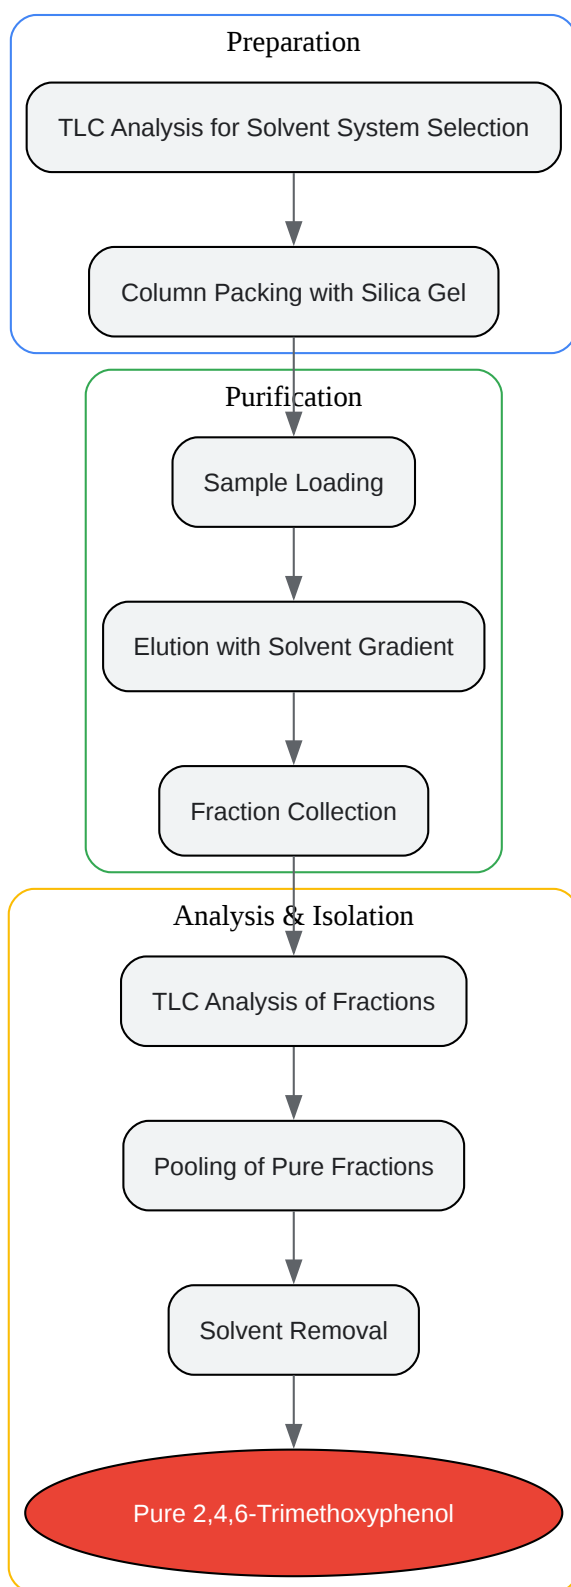 Preparation
TLC Analysis for Solvent System Selection
Column Packing with Silica Gel
Purification
Sample Loading
Elution with Solvent Gradient
Fraction Collection
Analysis & Isolation
TLC Analysis of Fractions
Pooling of Pure Fractions
Solvent Removal
Pure 2,4,6-Trimethoxyphenol